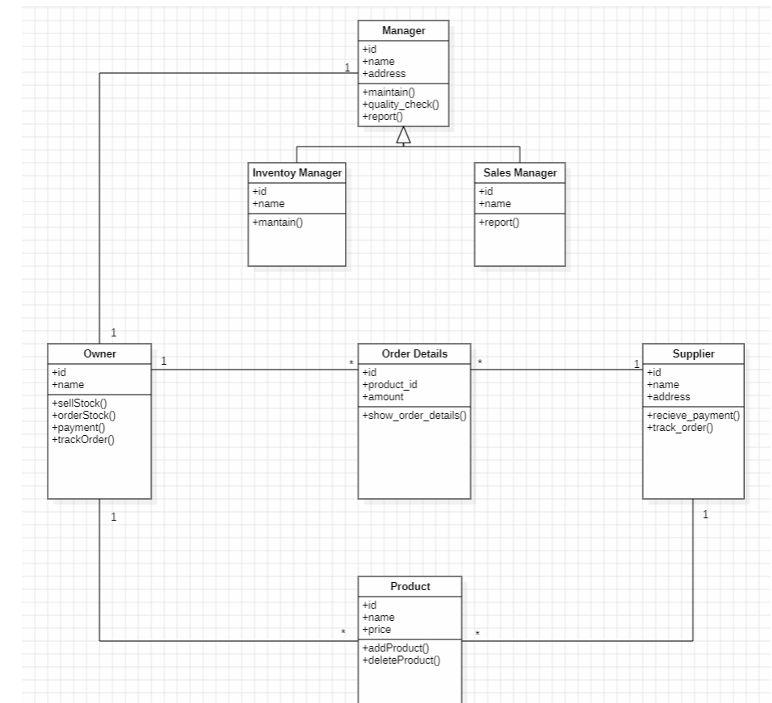 Manager
+id
+name
+address
1
+maintain()
+quality_check()
+report()
Inventoy Manager
+id
+name
+mantain()
Sales Manager
+id
+name
+report()
1
Owner
+id
+name
+sellStock()
+orderStock()
+payment()
+trackOrder()
1
*
Order Details
+id
+product_id
+amount
+show_order_details()
*
1
Supplier
+id
+name
+address
+recieve_payment()
+track_order()
1
1
Product
+id
+name
+price
+addProduct()
+deleteProduct()
*
*